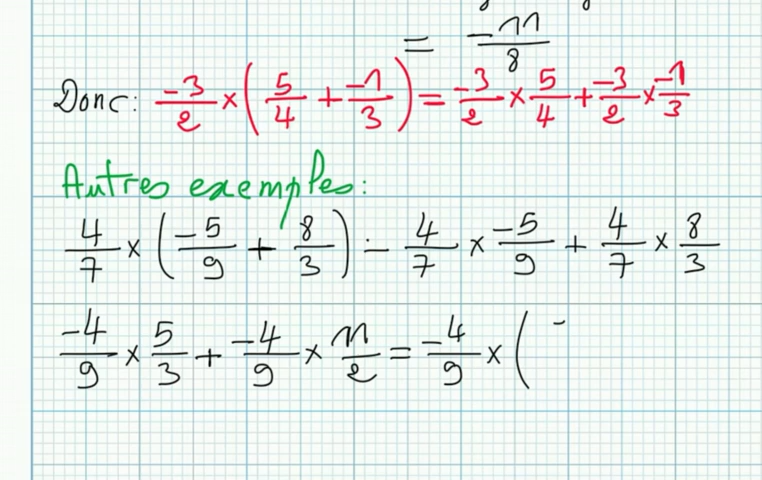 = -11/8
Donc: -3/2 × ( 5/4 + -1/3 ) = -3/2 × 5/4 + -3/2 × -1/3
Autres exemples:
4/7 × ( -5/9 + 8/3 ) = 4/7 × -5/9 + 4/7 × 8/3
-4/9 × 5/3 + -4/9 × 11/2 = -4/9 × (